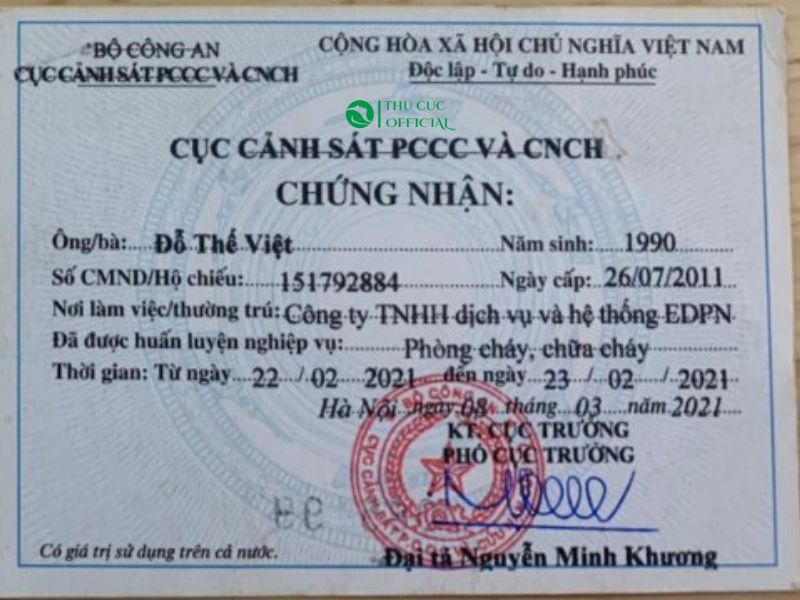 BỘ CÔNG AN
CỤC CẢNH SÁT PCCC VÀ CNCH
CỘNG HÒA XÃ HỘI CHỦ NGHĨA VIỆT NAM
Độc lập - Tự do - Hạnh phúc
THU CUC
OFFICIAL
CỤC CẢNH SÁT PCCC VÀ CNCH
CHỨNG NHẬN:
Ông/bà: Đỗ Thế Việt Năm sinh: 1990
Số CMND/Hộ chiếu: 151792884 Ngày cấp: 26/07/2011
Nơi làm việc/thường trú: Công ty TNHH dịch vụ và hệ thống EDPN
Đã được huấn luyện nghiệp vụ: Phòng cháy, chữa cháy
Thời gian: Từ ngày 22 / 02 / 2021 đến ngày 23 / 02 / 2021
Hà Nội ngày 08 tháng 03 năm 2021
KT. CỤC TRƯỞNG
PHÓ CỤC TRƯỞNG
BỘ CÔNG AN
Có giá trị sử dụng trên cả nước.
Đại tá Nguyễn Minh Khương